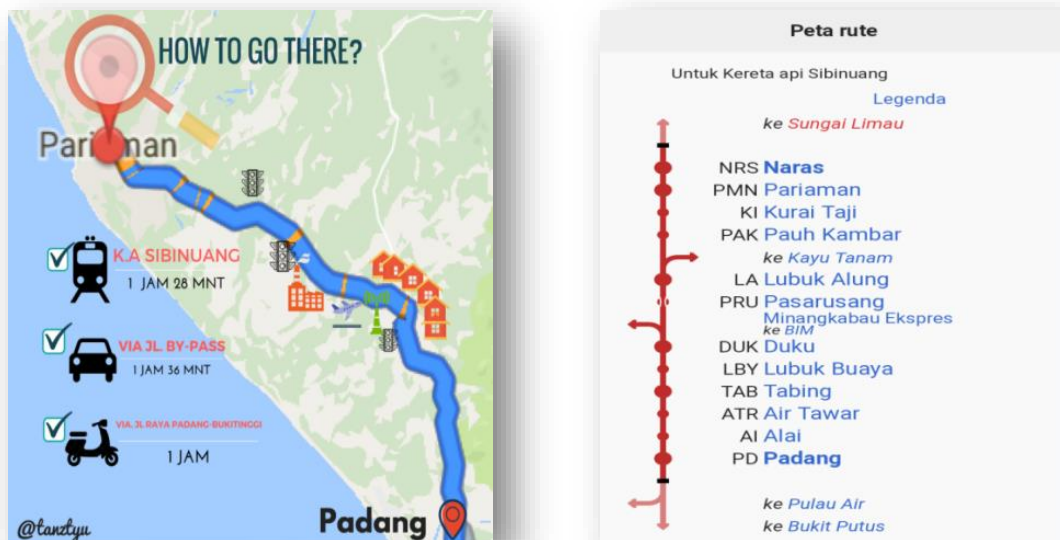 HOW TO GO THERE?
Pariaman
K.A SIBINUANG
1 JAM 28 MNT
VIA JL. BY-PASS
1 JAM 36 MNT
VIA. JL RAYA PADANG-BUKITINGGI
1 JAM
Padang
@tanztyu
Peta rute
Untuk Kereta api Sibinuang
Legenda
ke Sungai Limau
NRS Naras
PMN Pariaman
KI Kurai Taji
PAK Pauh Kambar
ke Kayu Tanam
LA Lubuk Alung
PRU Pasarusang
Minangkabau Ekspres
ke BIM
DUK Duku
LBY Lubuk Buaya
TAB Tabing
ATR Air Tawar
AI Alai
PD Padang
ke Pulau Air
ke Bukit Putus